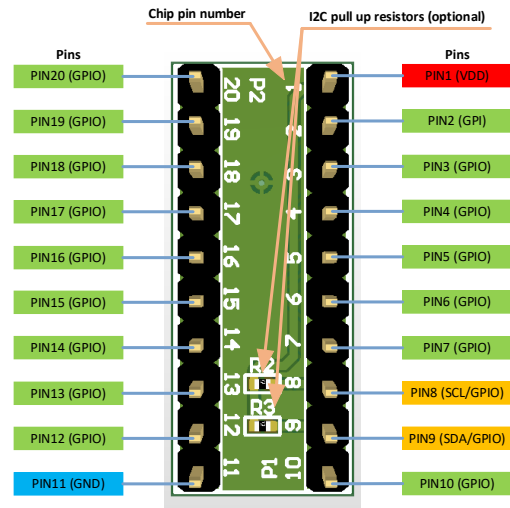 Chip pin number
I2C pull up resistors (optional)
Pins
Pins
PIN20 (GPIO)
20
P2
1
PIN1 (VDD)
PIN19 (GPIO)
19
2
PIN2 (GPI)
PIN18 (GPIO)
18
3
PIN3 (GPIO)
PIN17 (GPIO)
17
4
PIN4 (GPIO)
PIN16 (GPIO)
16
5
PIN5 (GPIO)
PIN15 (GPIO)
15
6
PIN6 (GPIO)
PIN14 (GPIO)
14
7
PIN7 (GPIO)
R2
PIN13 (GPIO)
13
8
PIN8 (SCL/GPIO)
R3
PIN12 (GPIO)
12
9
PIN9 (SDA/GPIO)
PIN11 (GND)
11
P1
10
PIN10 (GPIO)